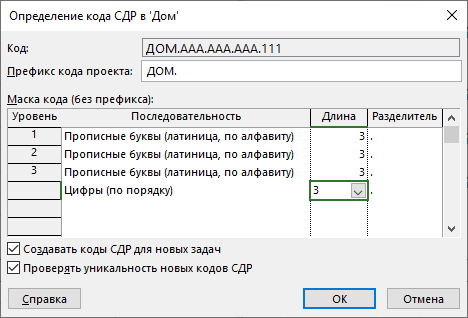 Определение кода СДР в 'Дом'
Код: ДОМ.AAA.AAA.AAA.111
Префикс кода проекта: ДОМ.
Маска кода (без префикса):
Уровень Последовательность Длина Разделитель
1 Прописные буквы (латиница, по алфавиту) 3 .
2 Прописные буквы (латиница, по алфавиту) 3 .
3 Прописные буквы (латиница, по алфавиту) 3 .
Цифры (по порядку) 3 .
Создавать коды СДР для новых задач
Проверять уникальность новых кодов СДР
Справка ОК Отмена